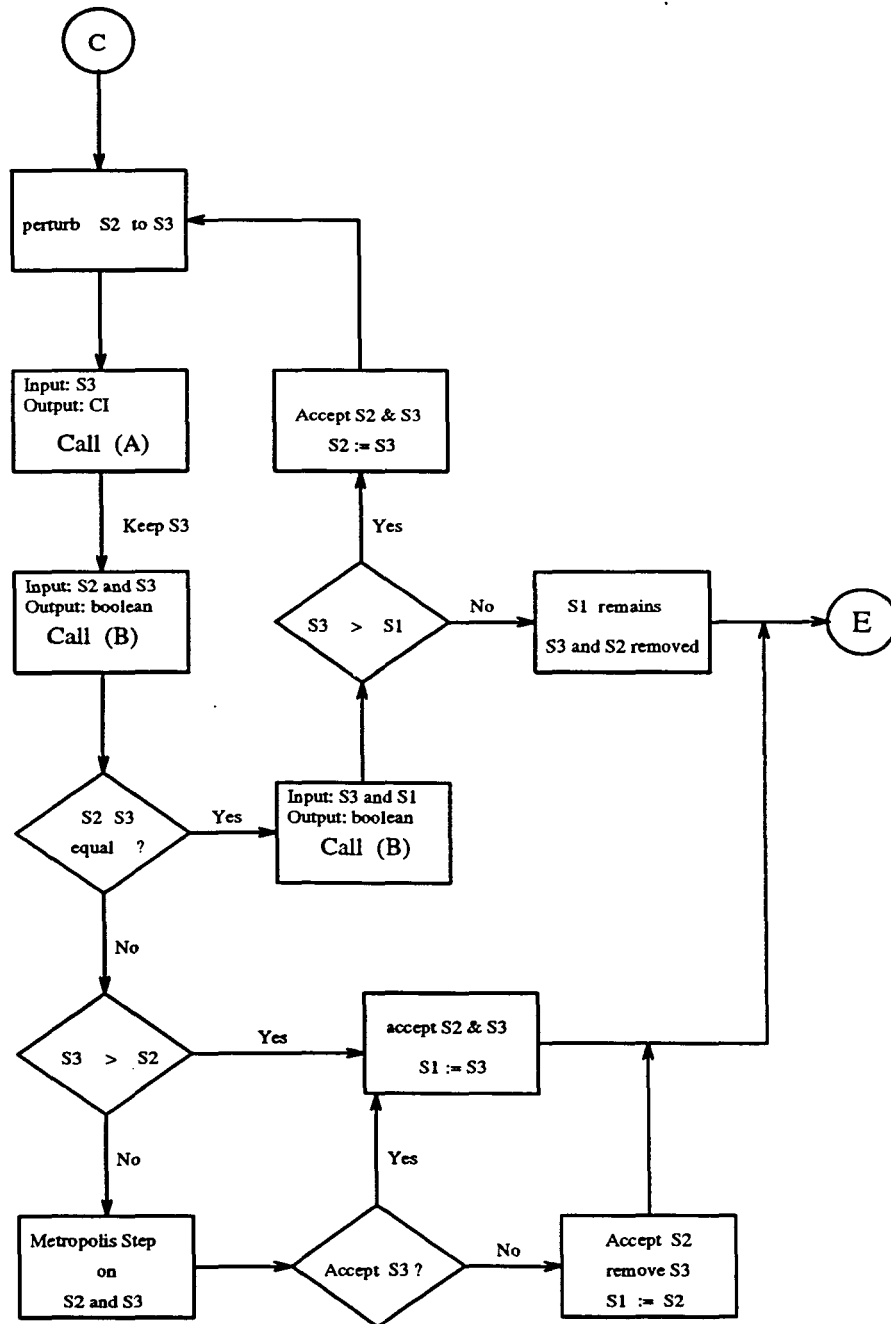 C
perturb S2 to S3
Input: S3
Output: CI
Call (A)
Accept S2 & S3
S2 := S3
Keep S3
Yes
Input: S2 and S3
Output: boolean
Call (B)
S3 > S1
No
S1 remains
S3 and S2 removed
E
S2 S3
equal ?
Yes
Input: S3 and S1
Output: boolean
Call (B)
No
S3 > S2
Yes
accept S2 & S3
S1 := S3
No
Yes
Metropolis Step
on
S2 and S3
Accept S3 ?
No
Accept S2
remove S3
S1 := S2